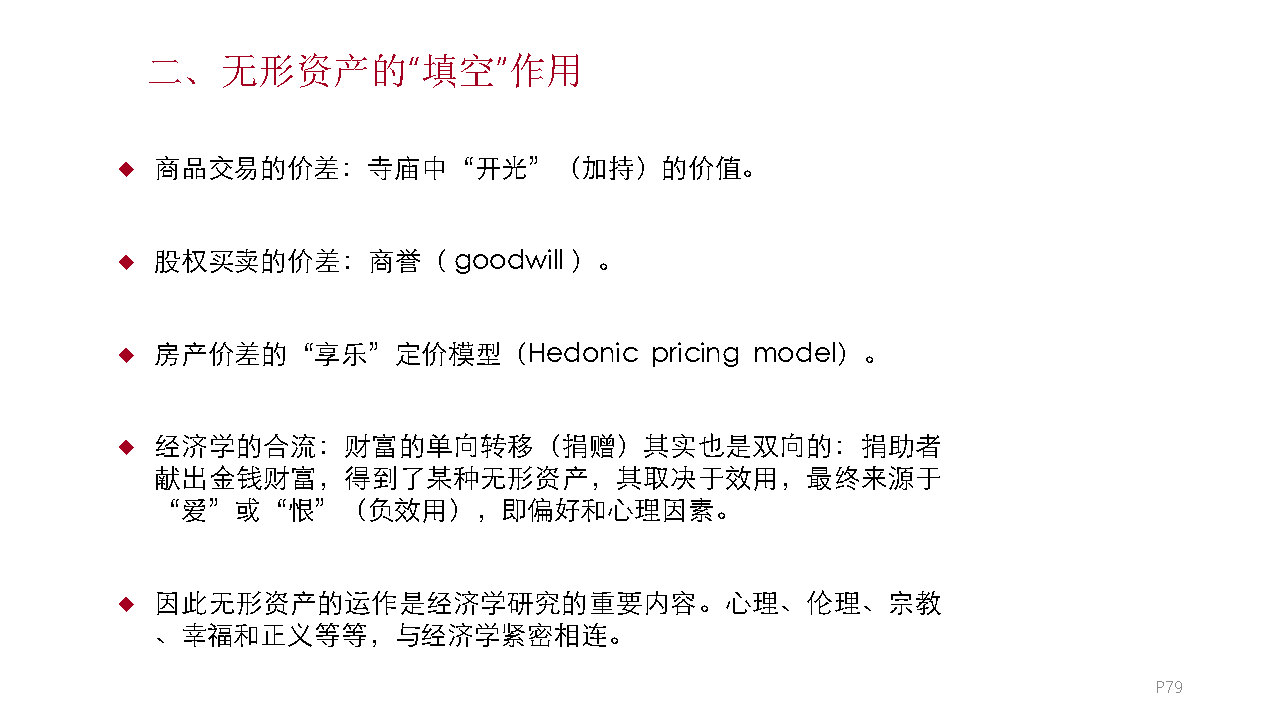 二、无形资产的“填空”作用
◆ 商品交易的价差：寺庙中“开光”（加持）的价值。
◆ 股权买卖的价差：商誉（goodwill）。
◆ 房产价差的“享乐”定价模型（Hedonic pricing model）。
◆ 经济学的合流：财富的单向转移（捐赠）其实也是双向的：捐助者
献出金钱财富，得到了某种无形资产，其取决于效用，最终来源于
“爱”或“恨”（负效用），即偏好和心理因素。
◆ 因此无形资产的运作是经济学研究的重要内容。心理、伦理、宗教
、幸福和正义等等，与经济学紧密相连。
P79